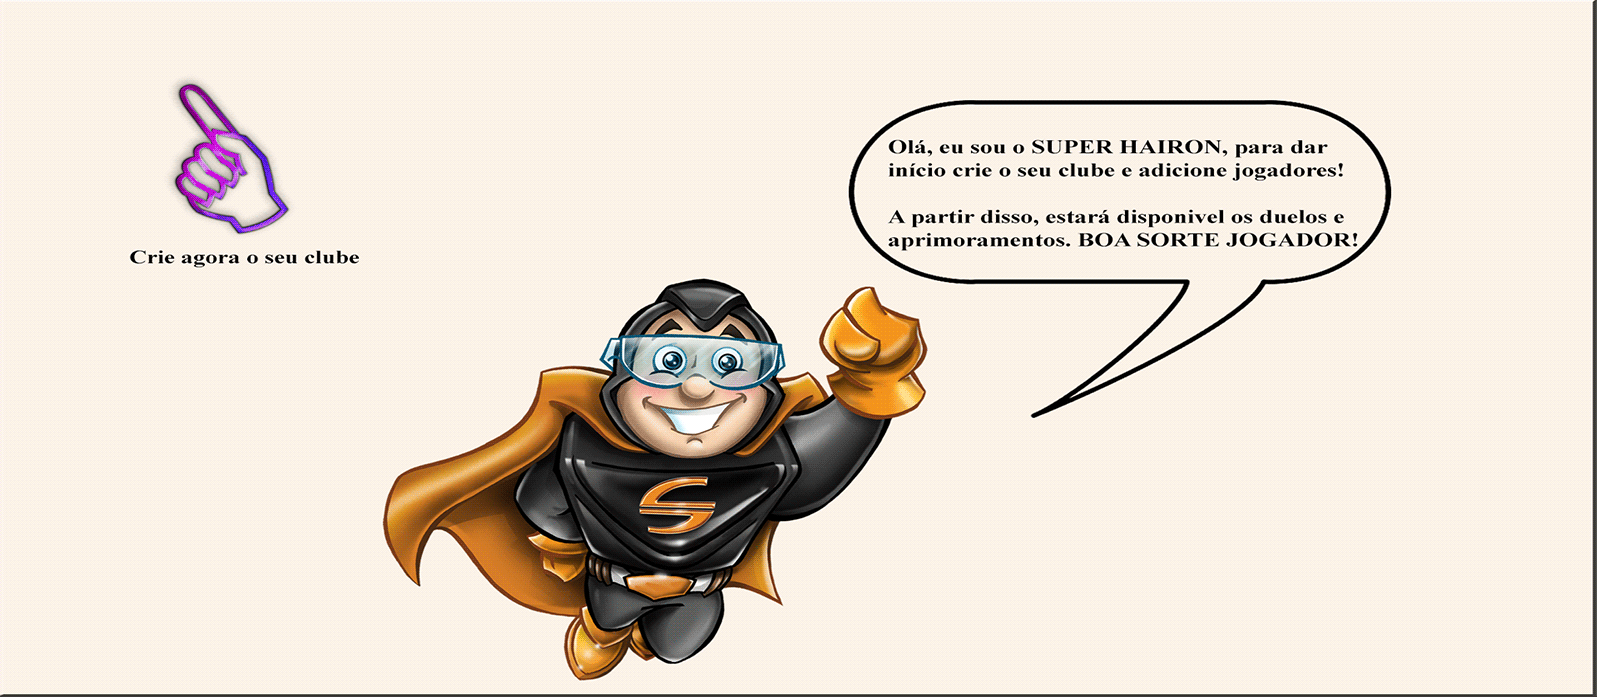 Olá, eu sou o SUPER HAIRON, para dar
início crie o seu clube e adicione jogadores!
A partir disso, estará disponivel os duelos e
aprimoramentos. BOA SORTE JOGADOR!
Crie agora o seu clube
S